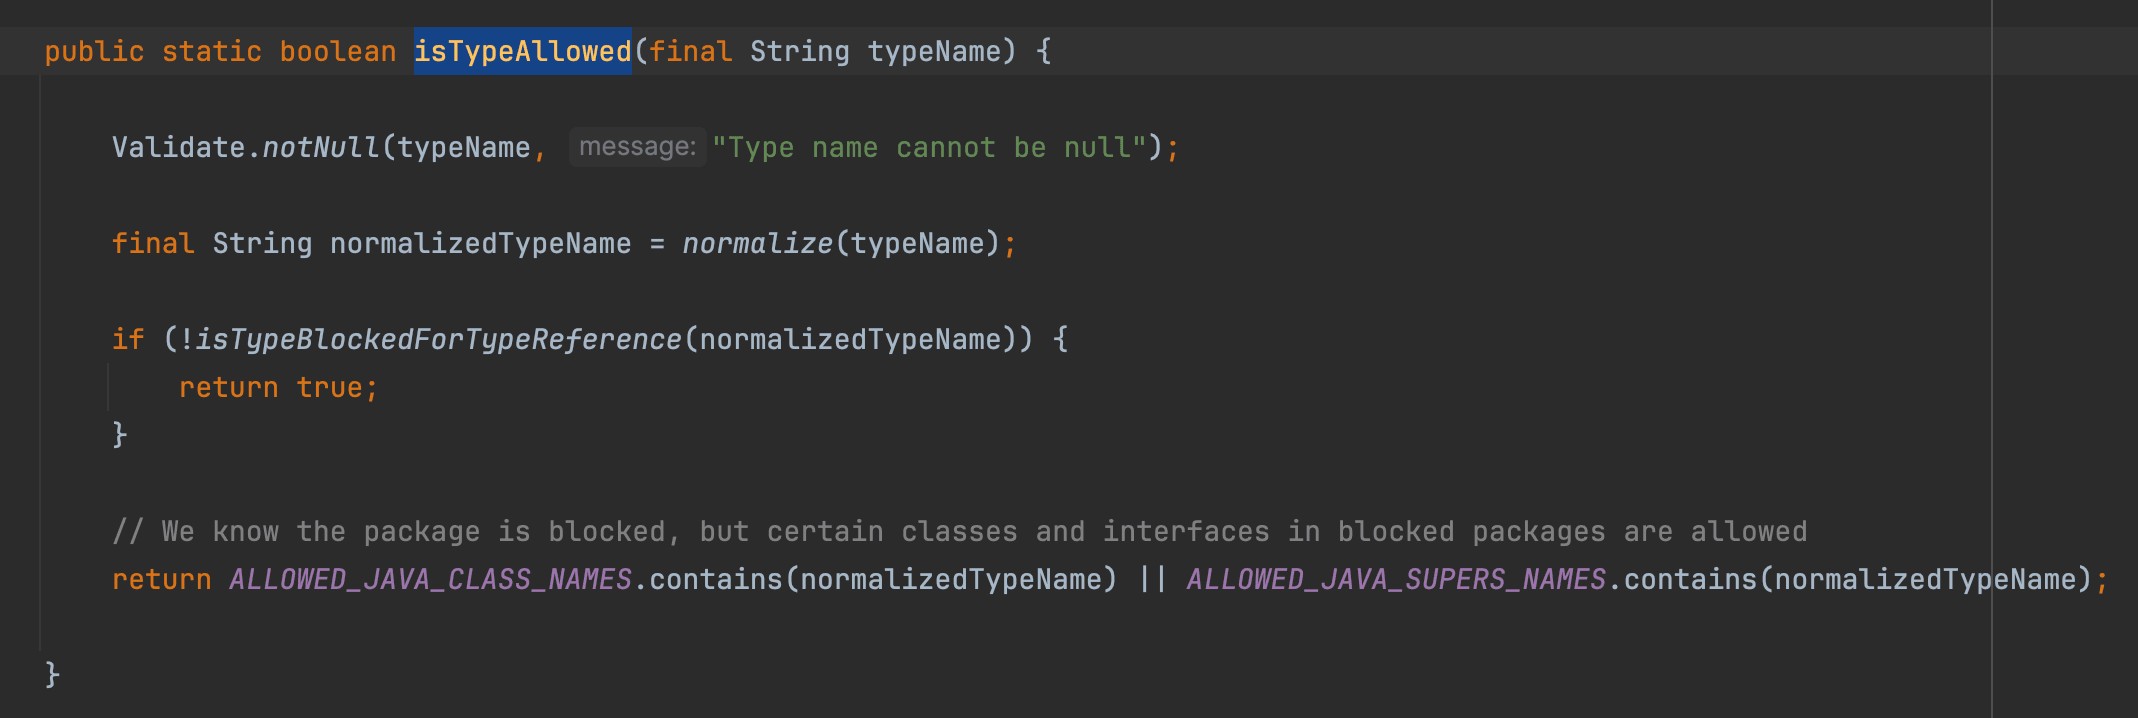 public static boolean isTypeAllowed(final String typeName) {
Validate.notNull(typeName, message: "Type name cannot be null");
final String normalizedTypeName = normalize(typeName);
if (!isTypeBlockedForTypeReference(normalizedTypeName)) {
return true;
}
// We know the package is blocked, but certain classes and interfaces in blocked packages are allowed
return ALLOWED_JAVA_CLASS_NAMES.contains(normalizedTypeName) || ALLOWED_JAVA_SUPERS_NAMES.contains(normalizedTypeName);
}